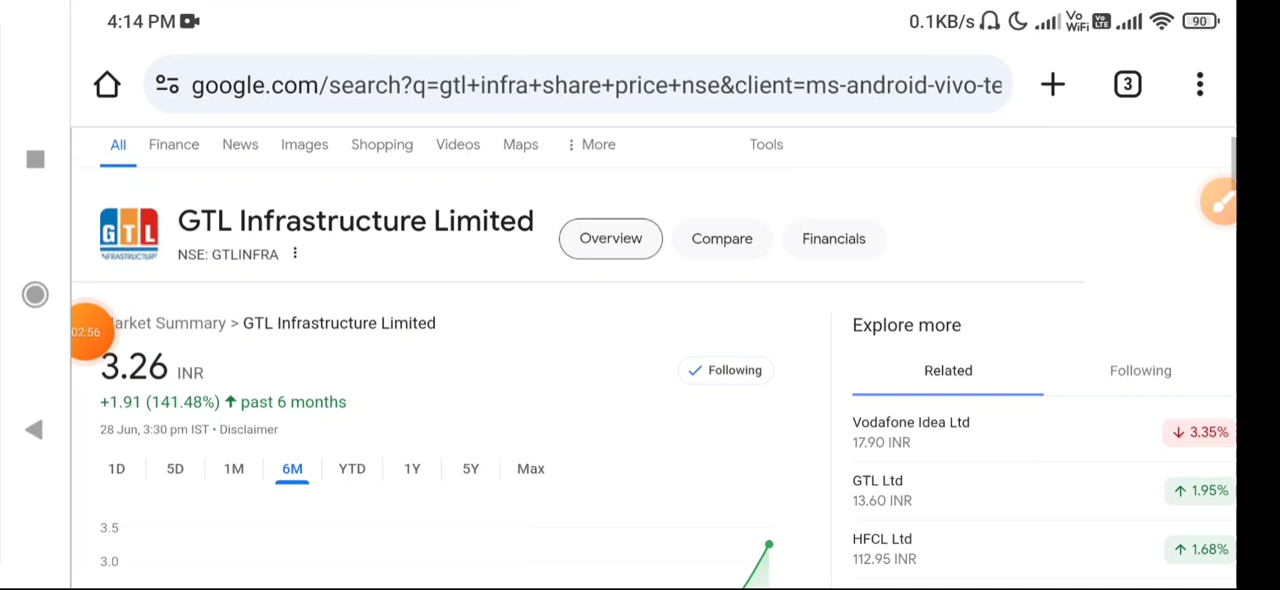 4:14 PM
0.1KB/s Vo WiFi Vo LTE 90
google.com/search?q=gtl+infra+share+price+nse&client=ms-android-vivo-te
3
All Finance News Images Shopping Videos Maps More Tools
GTL INFRASTRUCTURE
GTL Infrastructure Limited
NSE: GTLINFRA
Overview Compare Financials
02:56
arket Summary > GTL Infrastructure Limited
3.26 INR
Following
+1.91 (141.48%) ↑ past 6 months
28 Jun, 3:30 pm IST • Disclaimer
1D 5D 1M 6M YTD 1Y 5Y Max
3.5
3.0
Explore more
Related Following
Vodafone Idea Ltd
17.90 INR
↓ 3.35%
GTL Ltd
13.60 INR
↑ 1.95%
HFCL Ltd
112.95 INR
↑ 1.68%